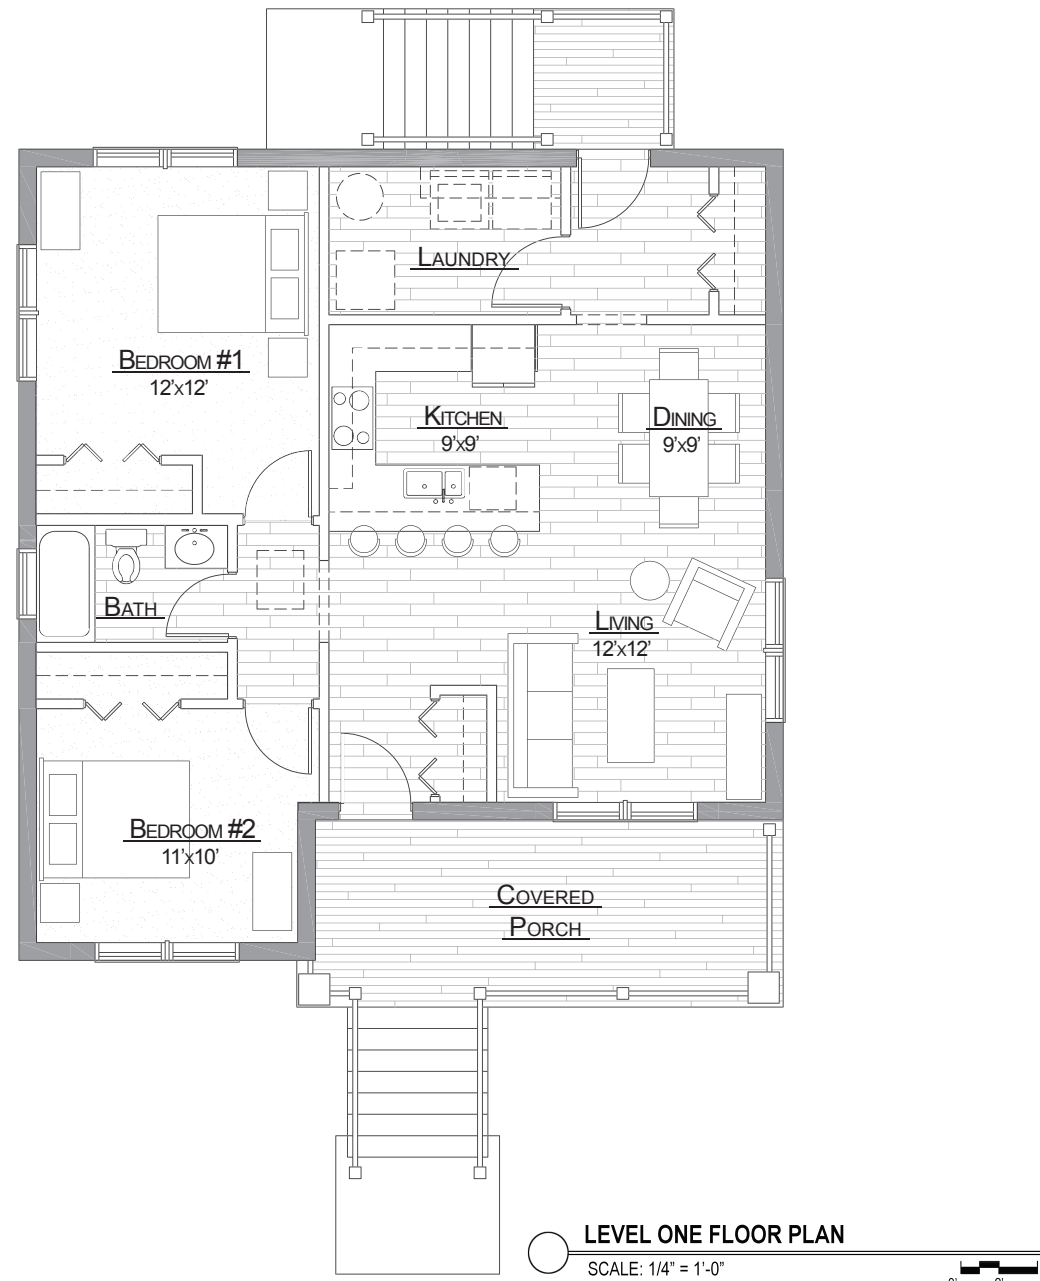 Laundry
Bedroom #1
12'x12'
Kitchen
9'x9'
Dining
9'x9'
Bath
Living
12'x12'
Bedroom #2
11'x10'
Covered
Porch
LEVEL ONE FLOOR PLAN
SCALE: 1/4" = 1'-0"